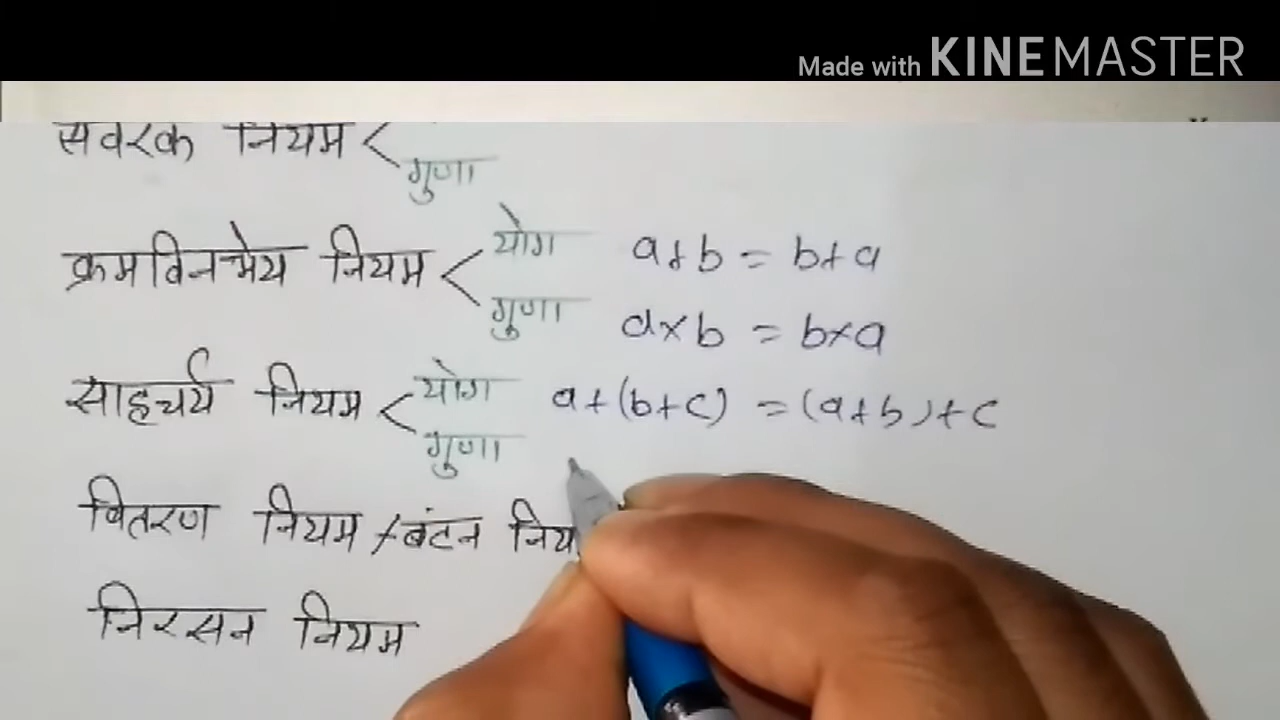 Made with KINEMASTER
संवरक नियम <
गुणा
क्रमविनिमेय नियम < योग a+b = b+a
गुणा a×b = b×a
साहचर्य नियम < योग a+(b+c) = (a+b)+c
गुणा
वितरण नियम /बंटन निय
निरसन नियम